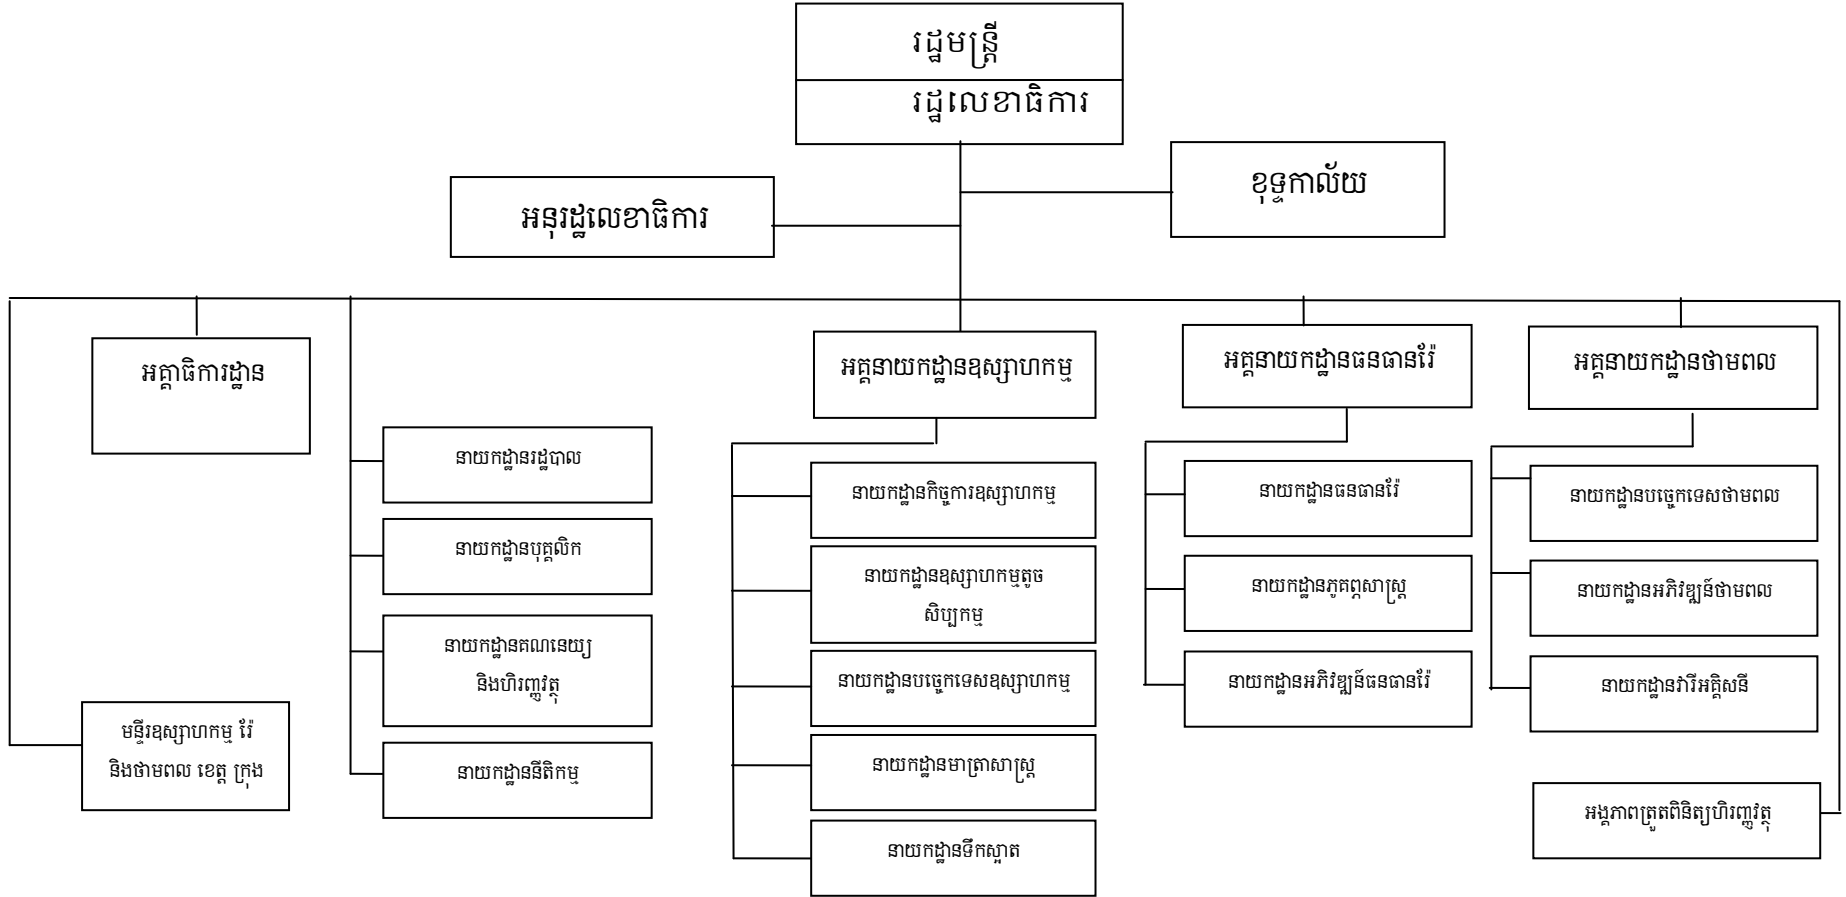 រដ្ឋមន្ត្រី
រដ្ឋលេខាធិការ
ខុទ្ទកាល័យ
អនុរដ្ឋលេខាធិការ
អគ្គាធិការដ្ឋាន
អគ្គនាយកដ្ឋានឧស្សាហកម្ម
អគ្គនាយកដ្ឋានធនធានរ៉ែ
អគ្គនាយកដ្ឋានថាមពល
នាយកដ្ឋានរដ្ឋបាល
នាយកដ្ឋានបុគ្គលិក
នាយកដ្ឋានគណនេយ្យ
និងហិរញ្ញវត្ថុ
នាយកដ្ឋាននីតិកម្ម
នាយកដ្ឋានកិច្ចការឧស្សាហកម្ម
នាយកដ្ឋានឧស្សាហកម្មតូច
សិប្បកម្ម
នាយកដ្ឋានបច្ចេកទេសឧស្សាហកម្ម
នាយកដ្ឋានមាត្រាសាស្ត្រ
នាយកដ្ឋានទឹកស្អាត
នាយកដ្ឋានធនធានរ៉ែ
នាយកដ្ឋានភូគព្ភសាស្ត្រ
នាយកដ្ឋានអភិវឌ្ឍន៍ធនធានរ៉ែ
នាយកដ្ឋានបច្ចេកទេសថាមពល
នាយកដ្ឋានអភិវឌ្ឍន៍ថាមពល
នាយកដ្ឋានវារីអគ្គិសនី
មន្ទីរឧស្សាហកម្ម រ៉ែ
និងថាមពល ខេត្ត ក្រុង
អង្គភាពត្រួតពិនិត្យហិរញ្ញវត្ថុ